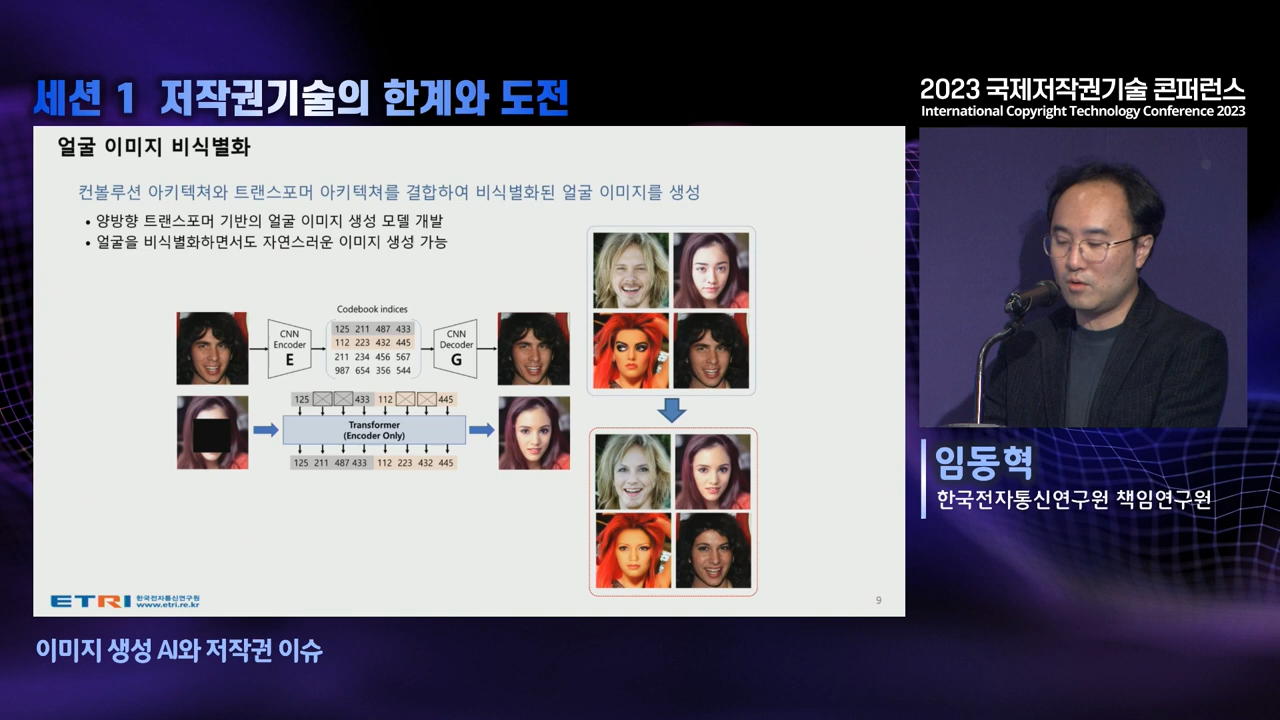 세션 1 저작권기술의 한계와 도전
2023 국제저작권기술 콘퍼런스
International Copyright Technology Conference 2023
얼굴 이미지 비식별화
컨볼루션 아키텍쳐와 트랜스포머 아키텍쳐를 결합하여 비식별화된 얼굴 이미지를 생성
• 양방향 트랜스포머 기반의 얼굴 이미지 생성 모델 개발
• 얼굴을 비식별화하면서도 자연스러운 이미지 생성 가능
Codebook indices
CNN
Encoder
E
125 211 487 433
112 223 432 445
211 234 456 567
987 654 356 544
CNN
Decoder
G
125 433 112 445
Transformer
(Encoder Only)
125 211 487 433 112 223 432 445
ETRI 한국전자통신연구원
www.etri.re.kr
9
임동혁
한국전자통신연구원 책임연구원
이미지 생성 AI와 저작권 이슈